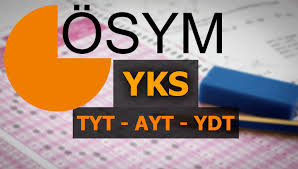 ÖSYM
YKS
TYT - AYT - YDT